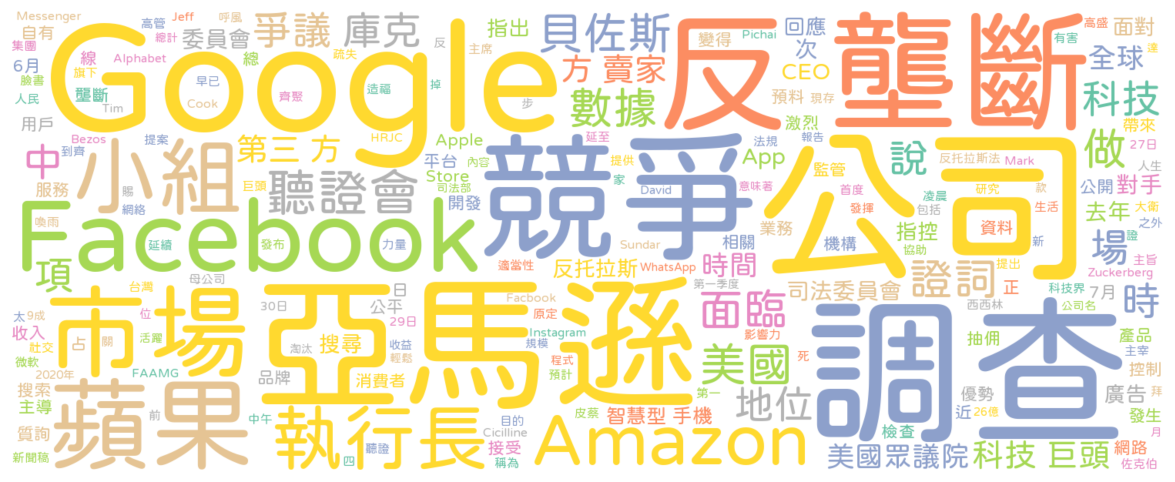 Messenger
高管
Jeff
呼風
自有
委員會
爭議
庫克
指出
貝佐斯
變得
回應
高盛
面對
集團
總計
反
主席
線
Alphabet
疏失
Google
反壟斷
次
Pichai
有害
達
6月
旗下
總
方
賣家
CEO
全球
臉書
早已
掉
人民
壟斷
Tim
齊聚
造福
數據
預料
現存
科技
Cook
步
用戶
激烈
帶來
Bezos
提案
HRJC
Apple
延至
法規
報告
27日
中
到齊
小組
第三 方
平台
內容
提供
App
說
反托拉斯法
Mark
做
人生
巨頭
Store
司法部
家
監管
服務
賜
聽證會
David
意味著
首度
凌晨
研究
款
公開
對手
網絡
開發
競爭
發揮
包括
資料
生活
去年
大衛
喚雨
Facebook
公司
業務
指控
之外
延續
發布
力量
Sundar
相關
機構
協助
新
場
證
項
適當性
WhatsApp
時間
提出
主旨
母公司
反托拉斯
第一季度
司法委員會
證詞
正
Zuckerberg
科技界
7月
時
台灣
30日
日
公平
Facbook
原定
面臨
西西林
公司名
太
9成
市場
位
亞馬遜
29日
調查
收入
活躍
Instagram
影響力
抽佣
產品
社交
占
關
淘汰
搜尋
收益
規模
主宰
微軟
FAAMG
輕鬆
程式
死
美國
控制
2020年
品牌
消費者
預計
第一
搜索
蘋果
優勢
廣告
拜
主導
前
執行長
目的
皮蔡
智慧型 手機
地位
近
26億
發生
質詢
中午
Cicilline
Amazon
檢查
月
新聞稿
四
聽證
接受
稱為
美國眾議院
科技 巨頭
網路
佐克伯